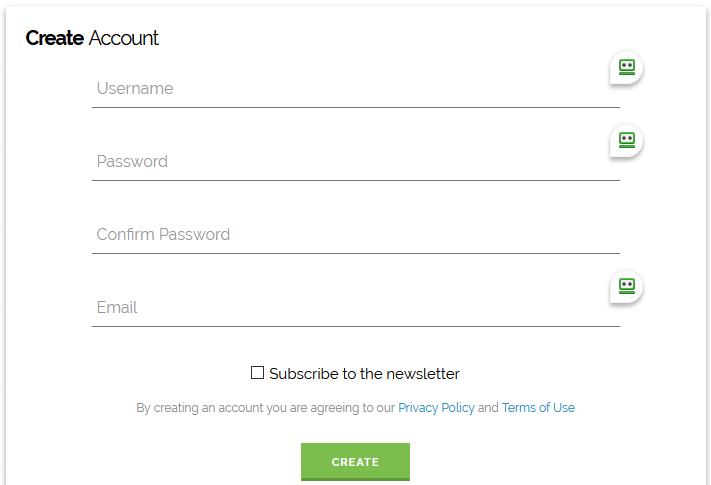 Create Account
Username
Password
Confirm Password
Email
Subscribe to the newsletter
By creating an account you are agreeing to our Privacy Policy and Terms of Use
CREATE